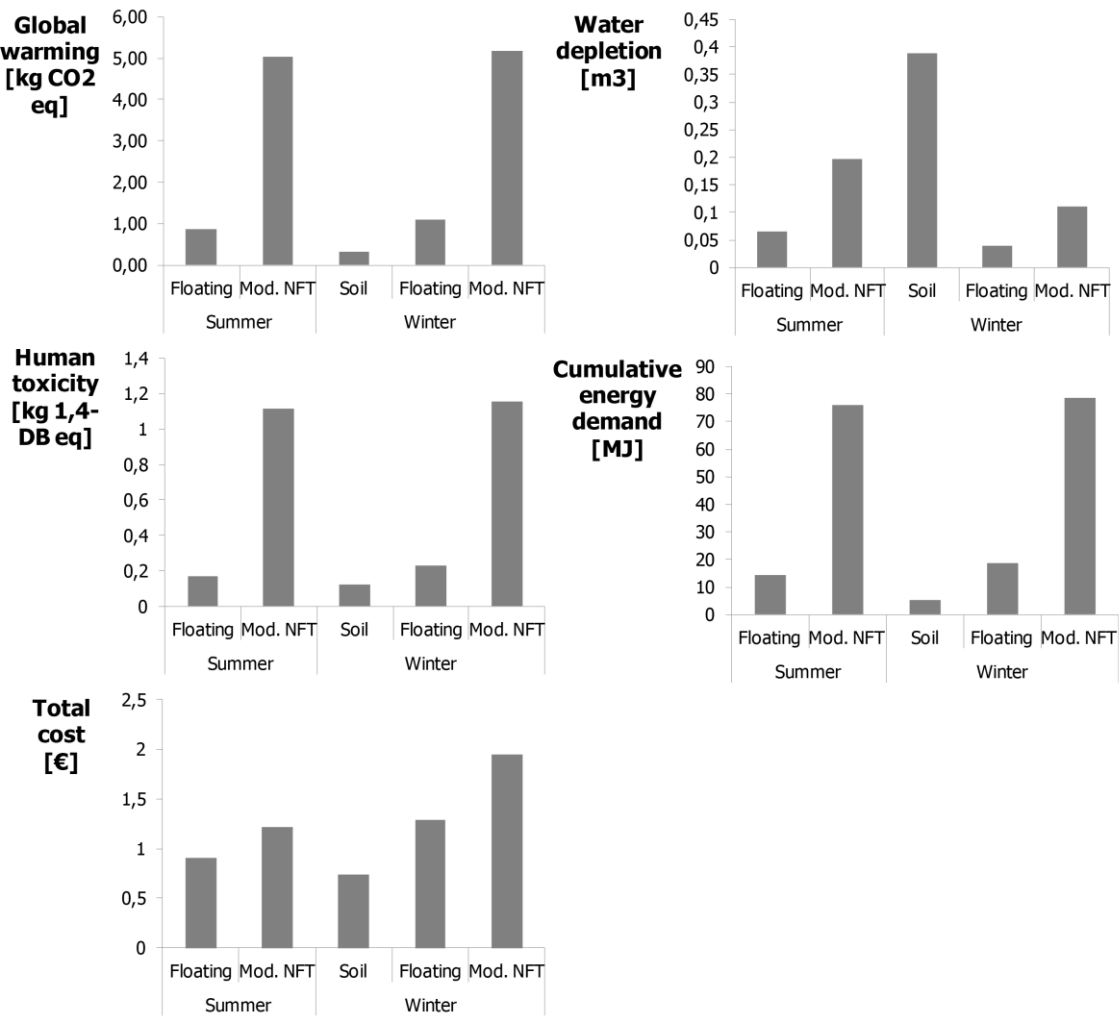 Global
warming
[kg CO2
eq]
6,00
5,00
4,00
3,00
2,00
1,00
0,00
Floating Mod. NFT Soil Floating Mod. NFT
Summer Winter
Water
depletion
[m3]
0,45
0,4
0,35
0,3
0,25
0,2
0,15
0,1
0,05
0
Floating Mod. NFT Soil Floating Mod. NFT
Summer Winter
Human
toxicity
[kg 1,4-
DB eq]
1,4
1,2
1
0,8
0,6
0,4
0,2
0
Floating Mod. NFT Soil Floating Mod. NFT
Summer Winter
Cumulative
energy
demand
[MJ]
90
80
70
60
50
40
30
20
10
0
Floating Mod. NFT Soil Floating Mod. NFT
Summer Winter
Total
cost
[€]
2,5
2
1,5
1
0,5
0
Floating Mod. NFT Soil Floating Mod. NFT
Summer Winter